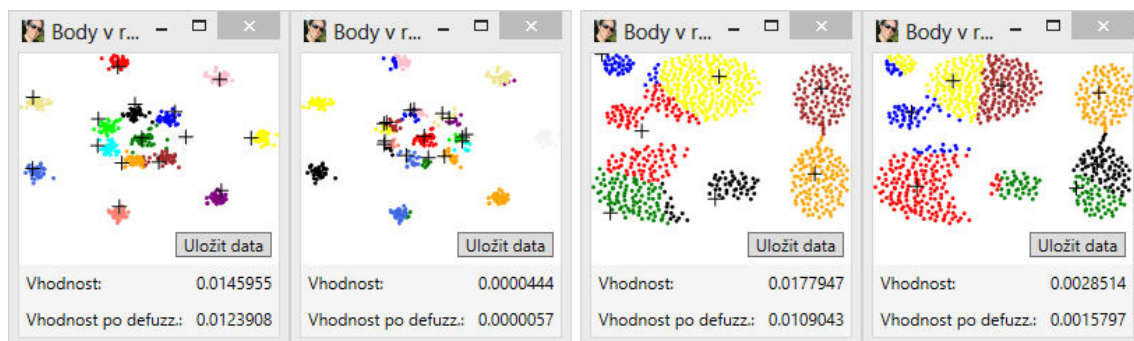 Body v r...
Uložit data
Vhodnost: 0.0145955
Vhodnost po defuzz.: 0.0123908
Body v r...
Uložit data
Vhodnost: 0.0000444
Vhodnost po defuzz.: 0.0000057
Body v r...
Uložit data
Vhodnost: 0.0177947
Vhodnost po defuzz.: 0.0109043
Body v r...
Uložit data
Vhodnost: 0.0028514
Vhodnost po defuzz.: 0.0015797